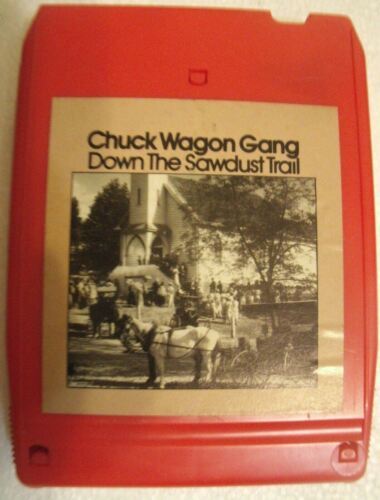 Chuck Wagon Gang
Down The Sawdust Trail